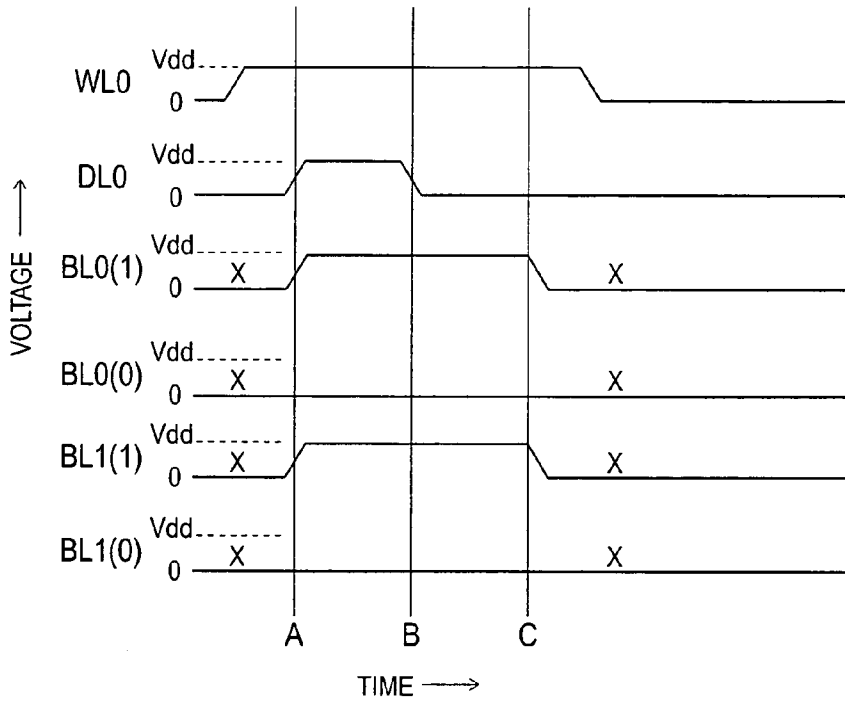 WL0 Vdd
0
DL0 Vdd
0
BL0(1) Vdd
X X
0
BL0(0) Vdd
X X
0
BL1(1) Vdd
X X
0
BL1(0) Vdd
X X
0
VOLTAGE
A B C
TIME